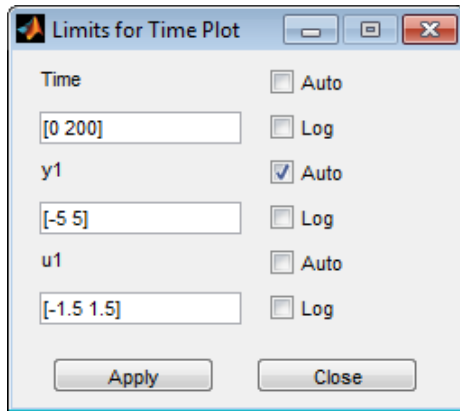 Limits for Time Plot
Time Auto
[0 200] Log
y1 Auto
[-5 5] Log
u1 Auto
[-1.5 1.5] Log
Apply Close